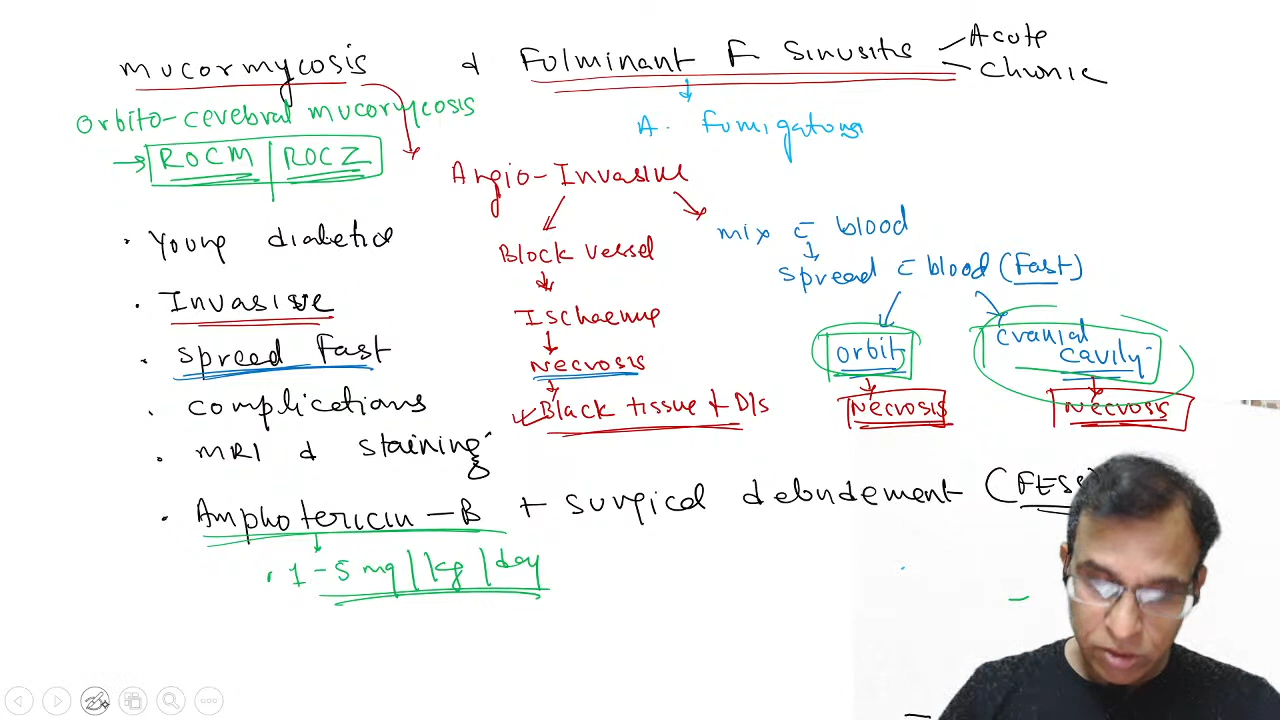 mucormycosis & Fulminant F Sinusitis
Acute
Chronic
Orbito-cerebral mucormycosis
A. Fumigatous
ROCM | ROCZ
Angio-Invasive
mix c̄ blood
Young diabetic
Block vessel
spread c̄ blood (Fast)
Invasive
Ischaemia
orbit
cranial cavity
spread fast
Necrosis
Necrosis
Necrosis
complications
Black tissue & D/s
MRI & staining
Amphotericin-B + surgical debridement (FESS)
1-5 mg/kg/day